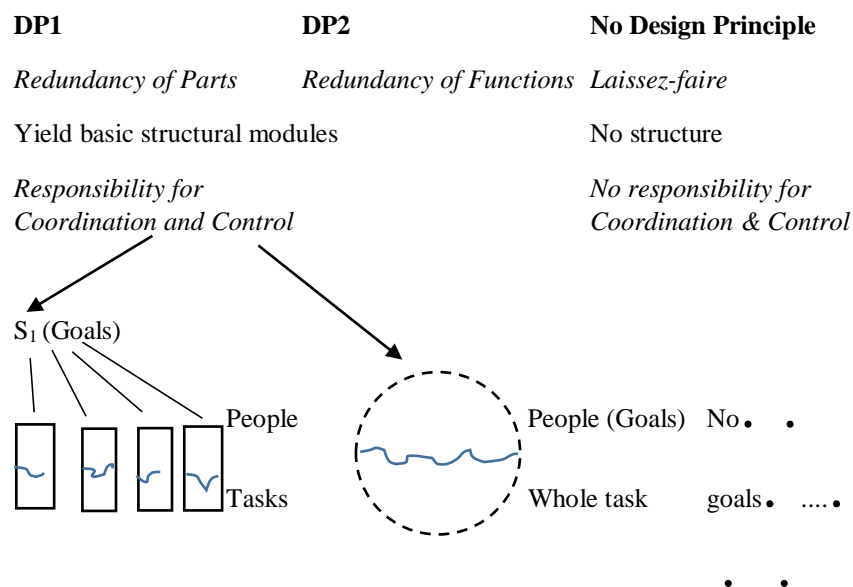 DP1 DP2 No Design Principle
Redundancy of Parts Redundancy of Functions Laissez-faire
Yield basic structural modules No structure
Responsibility for No responsibility for
Coordination and Control Coordination & Control
S₁ (Goals)
People People (Goals) No
Tasks Whole task goals ....